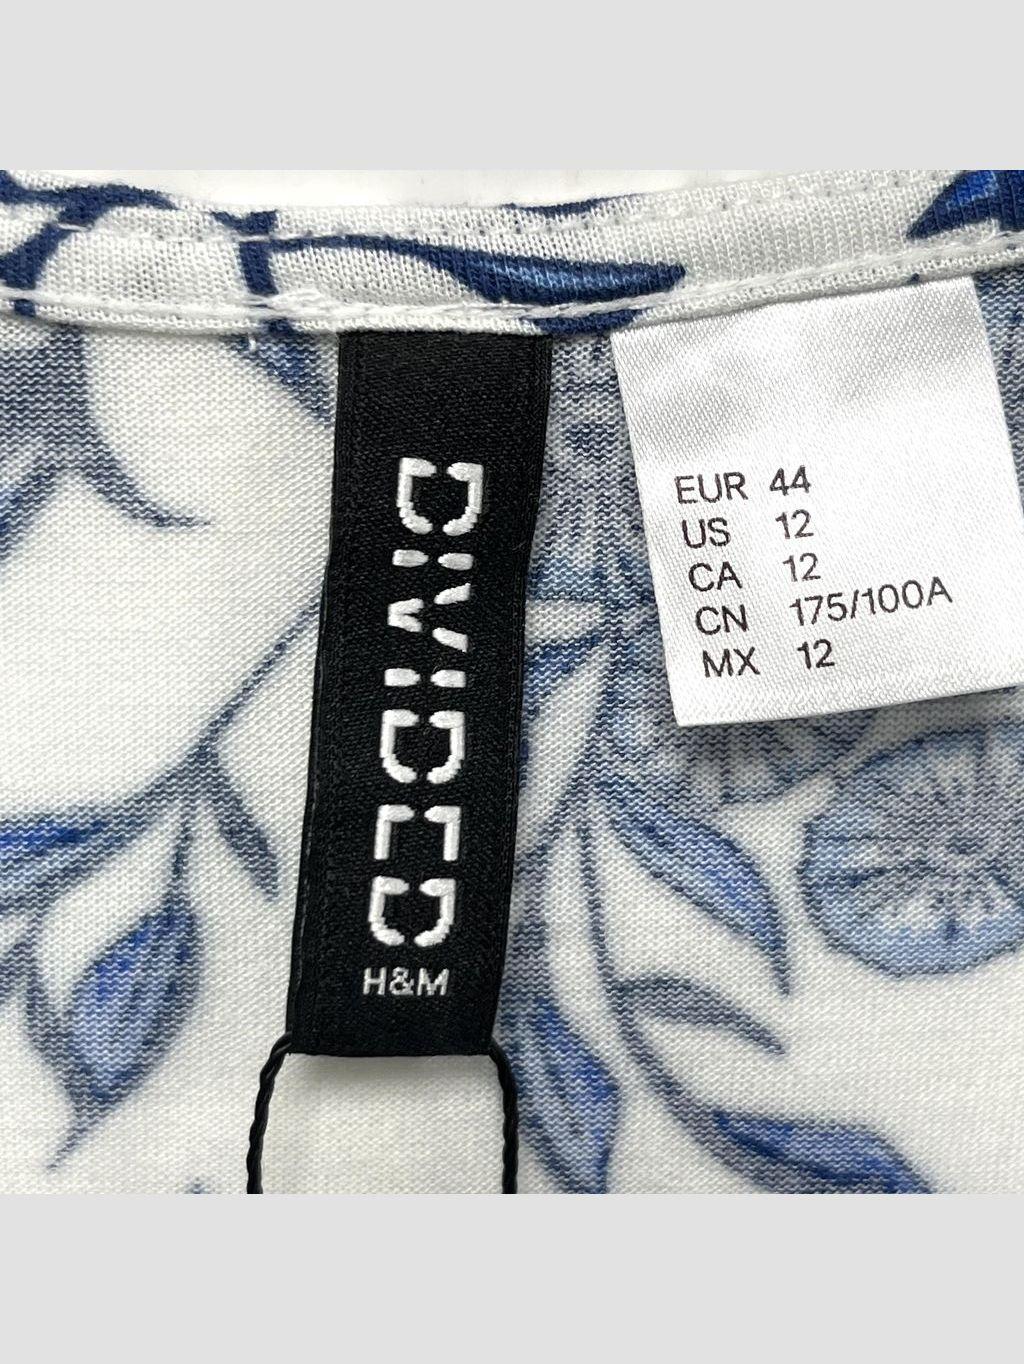 DIVIDED
H&M
EUR 44
US 12
CA 12
CN 175/100A
MX 12